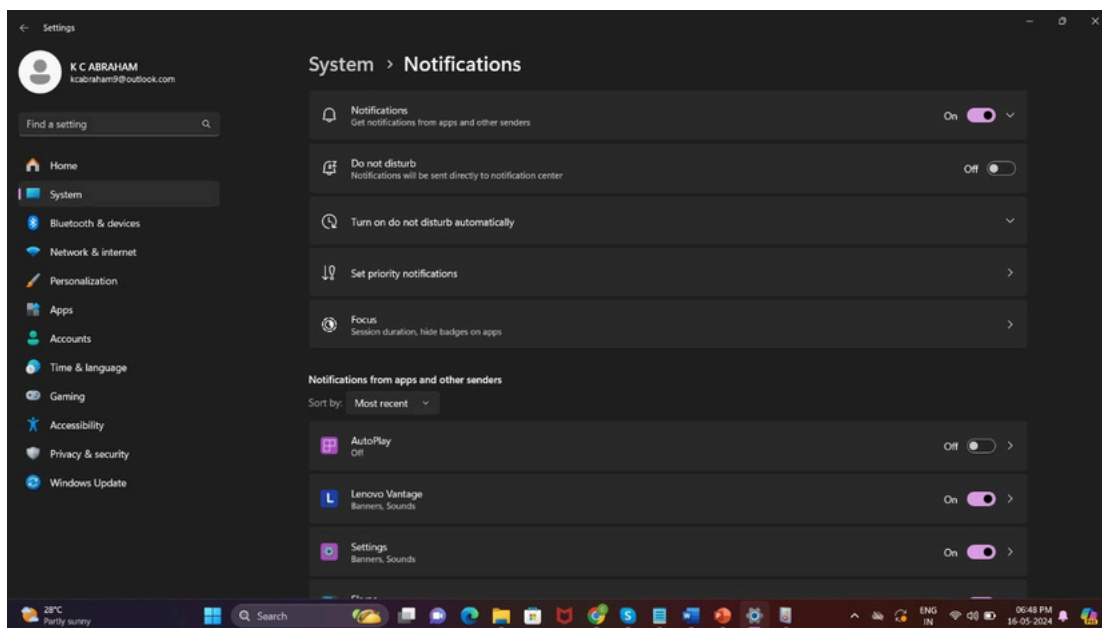 Settings
K C ABRAHAM
kcabraham9@outlook.com
Find a setting
Home
System
Bluetooth & devices
Network & internet
Personalization
Apps
Accounts
Time & language
Gaming
Accessibility
Privacy & security
Windows Update
System > Notifications
Notifications
Get notifications from apps and other senders
On
Do not disturb
Notifications will be sent directly to notification center
Off
Turn on do not disturb automatically
Set priority notifications
Focus
Session duration, hide badges on apps
Notifications from apps and other senders
Sort by: Most recent
AutoPlay
Off
Off
Lenovo Vantage
Banners, Sounds
On
Settings
Banners, Sounds
On
28°C
Partly sunny
Search
ENG
IN
06:48 PM
16-05-2024